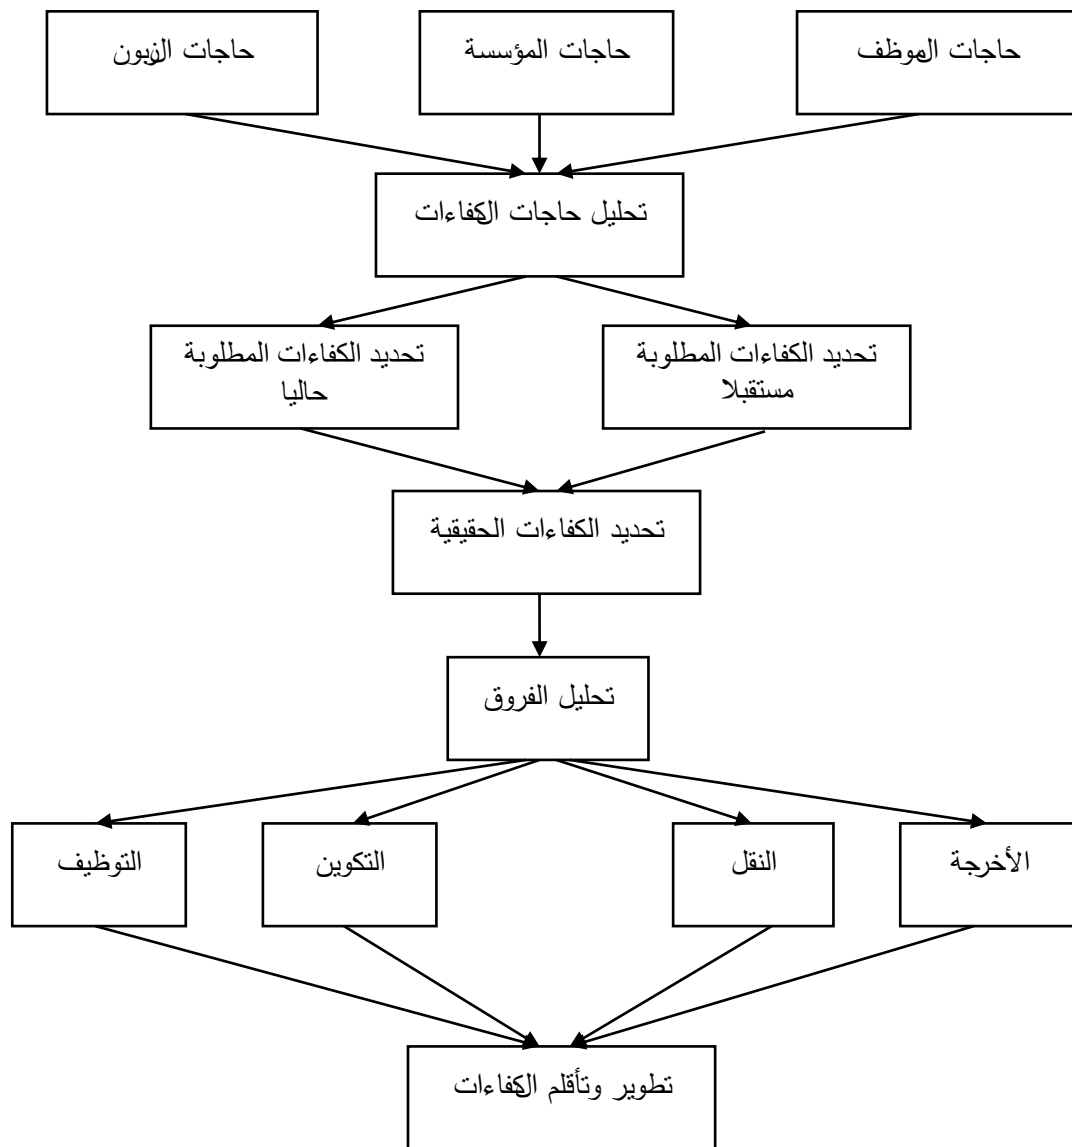 حاجات الموظف
حاجات المؤسسة
حاجات الزبون
تحليل حاجات الكفاءات
تحديد الكفاءات المطلوبة
مستقبلا
تحديد الكفاءات المطلوبة
حاليا
تحديد الكفاءات الحقيقية
تحليل الفروق
الأخرجة
النقل
التكوين
التوظيف
تطوير وتأقلم الكفاءات